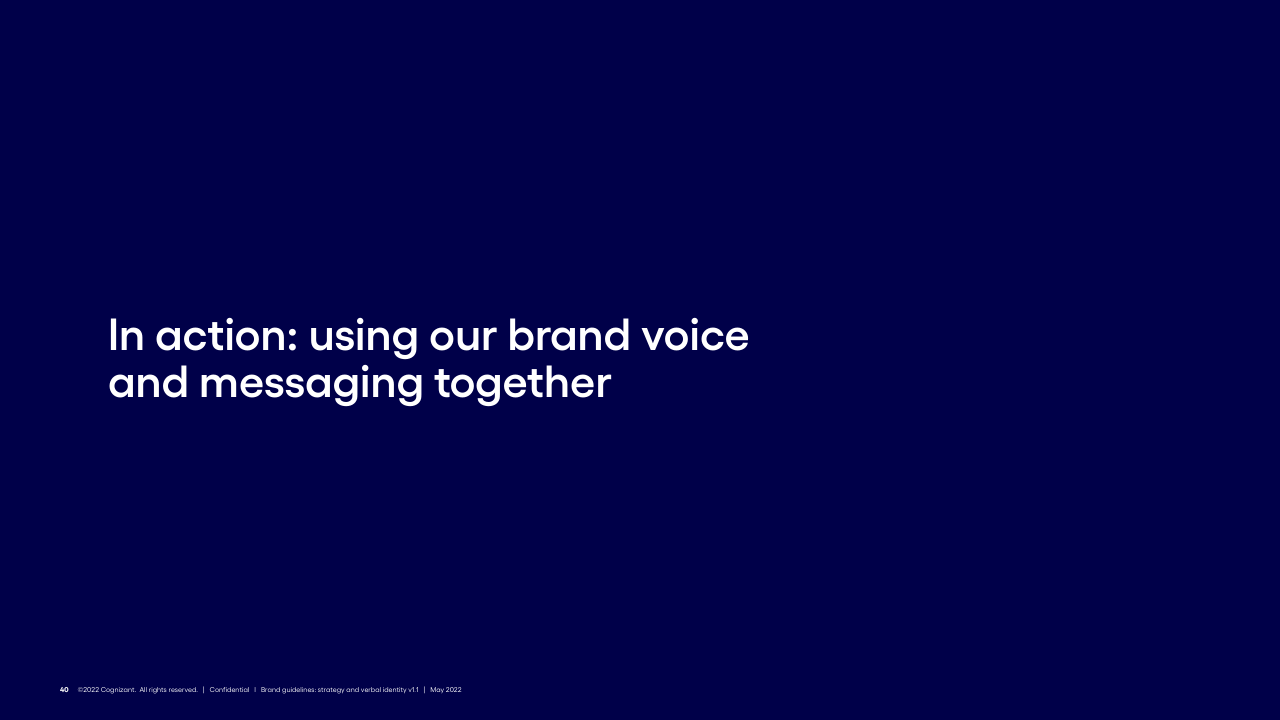 In action: using our brand voice
and messaging together
40 ©2022 Cognizant. All rights reserved. | Confidential I Brand guidelines: strategy and verbal identity v1.1 | May 2022